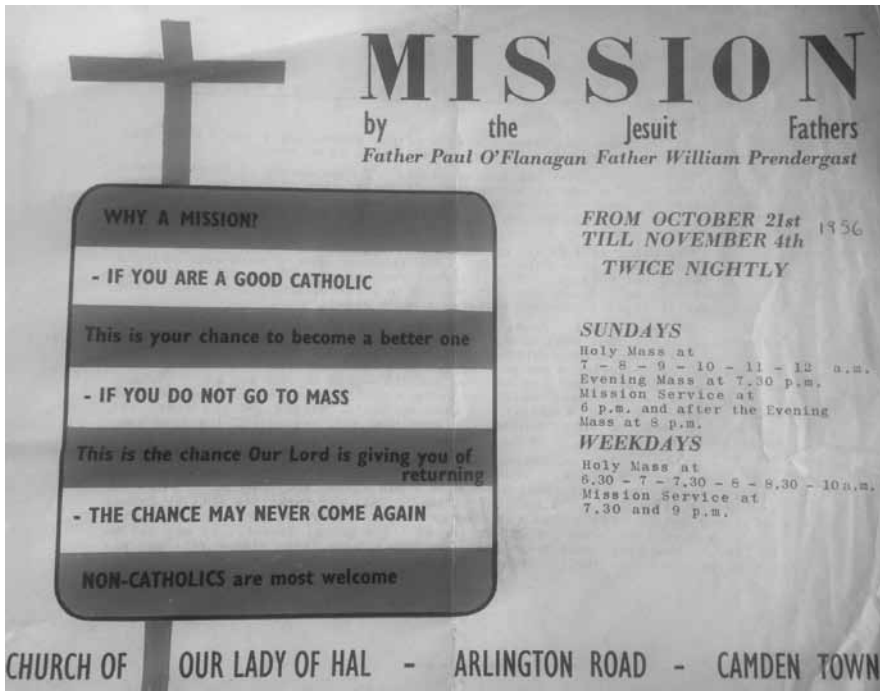 MISSION
by the Jesuit Fathers
Father Paul O'Flanagan Father William Prendergast
WHY A MISSION?
- IF YOU ARE A GOOD CATHOLIC
This is your chance to become a better one
- IF YOU DO NOT GO TO MASS
This is the chance Our Lord is giving you of
returning
- THE CHANCE MAY NEVER COME AGAIN
NON-CATHOLICS are most welcome
FROM OCTOBER 21st 1956
TILL NOVEMBER 4th
TWICE NIGHTLY
SUNDAYS
Holy Mass at
7 - 8 - 9 - 10 - 11 - 12 a.m.
Evening Mass at 7.30 p.m.
Mission Service at
6 p.m. and after the Evening
Mass at 8 p.m.
WEEKDAYS
Holy Mass at
6.30 - 7 - 7.30 - 8 - 8.30 - 10a.m.
Mission Service at
7.30 and 9 p.m.
CHURCH OF OUR LADY OF HAL - ARLINGTON ROAD - CAMDEN TOWN